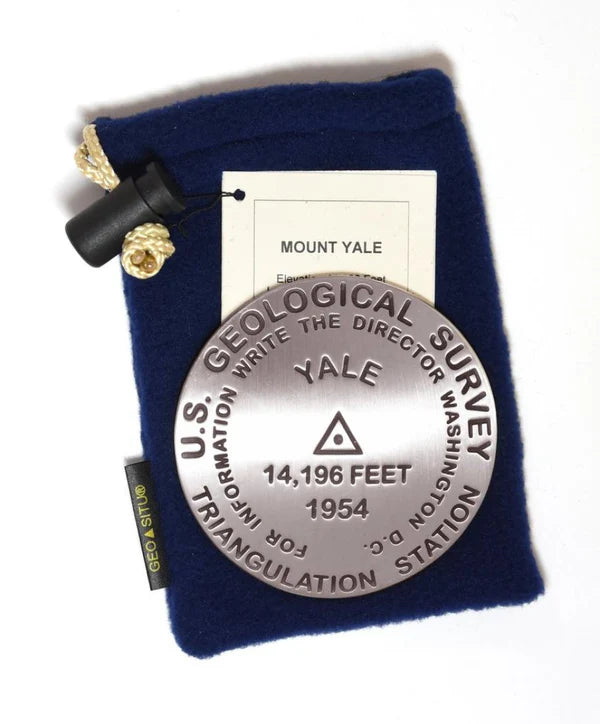 MOUNT YALE
U.S. GEOLOGICAL SURVEY
FOR INFORMATION WRITE THE DIRECTOR WASHINGTON D.C.
YALE
14,196 FEET
1954
TRIANGULATION STATION
GEO▲SITU®